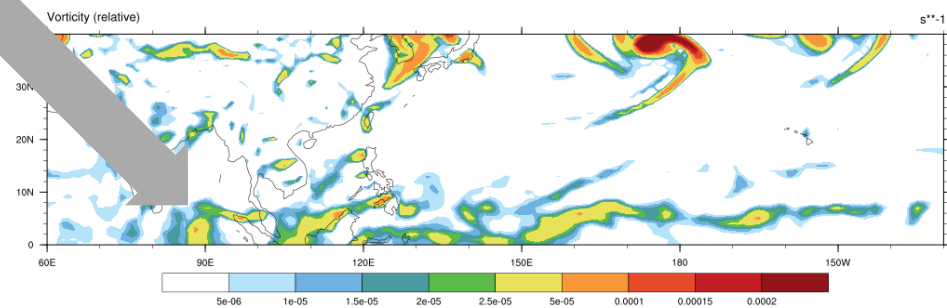 Vorticity (relative) s**-1
30N
20N
10N
0
60E 90E 120E 150E 180 150W
5e-06 1e-05 1.5e-05 2e-05 2.5e-05 5e-05 0.0001 0.00015 0.0002